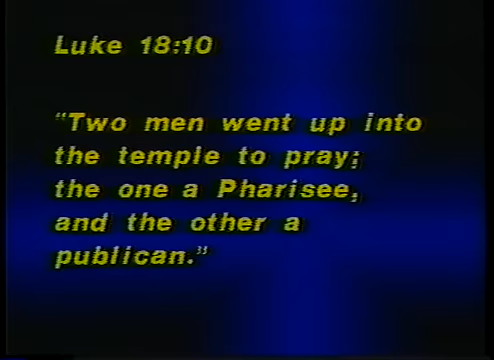 Luke 18:10
"Two men went up into
the temple to pray;
the one a Pharisee,
and the other a
publican."